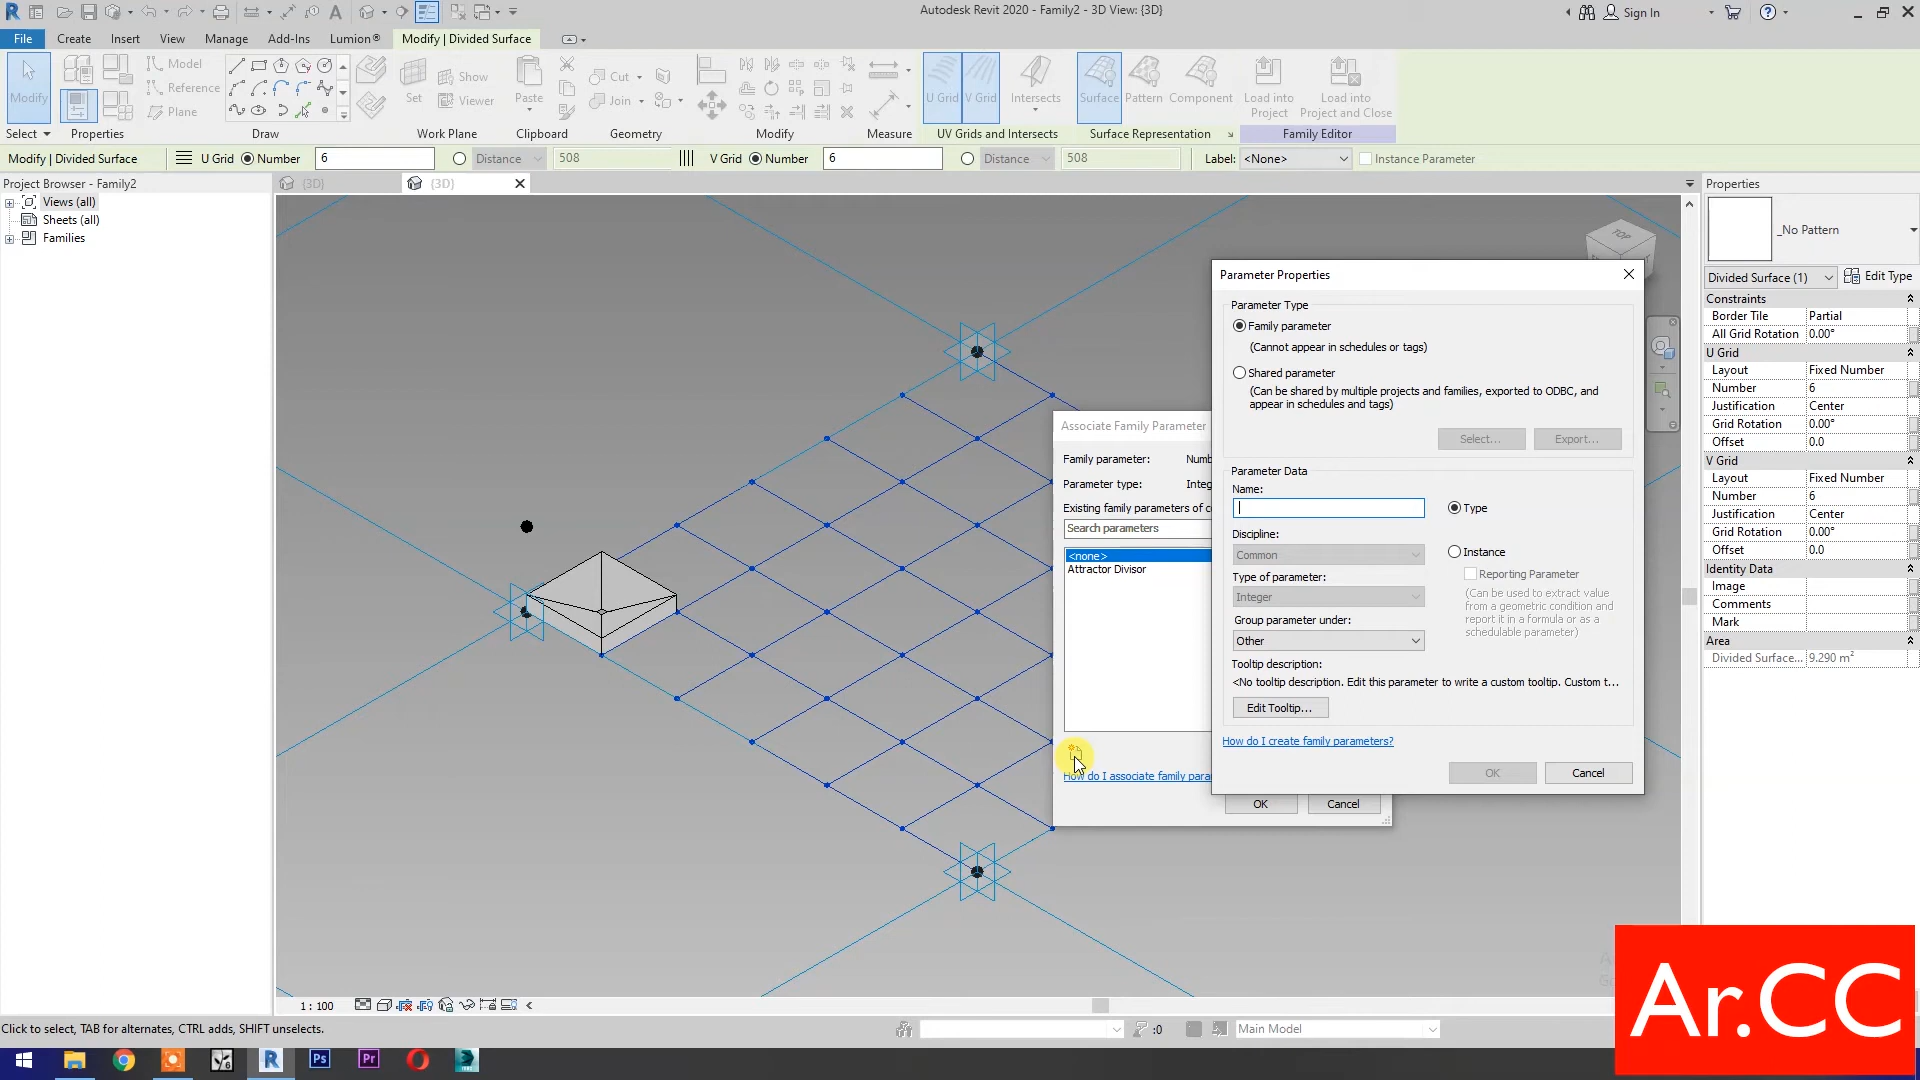 Autodesk Revit 2020 - Family2 - 3D View: {3D}
Sign In
File
Create
Insert
View
Manage
Add-Ins
Lumion®
Modify | Divided Surface
Modify
Model
Reference
Plane
Set
Show
Viewer
Paste
Cut
Join
U Grid
V Grid
Intersects
Surface
Pattern
Component
Load into
Project
Load into
Project and Close
Select
Properties
Draw
Work Plane
Clipboard
Geometry
Modify
Measure
UV Grids and Intersects
Surface Representation
Family Editor
Modify | Divided Surface
U Grid
Number
6
Distance
508
V Grid
Number
6
Distance
508
Label:
<None>
Instance Parameter
Project Browser - Family2
Views (all)
Sheets (all)
Families
{3D}
{3D}
TOP
Associate Family Parameter
Family parameter:
Numb
Parameter type:
Integ
Existing family parameters of c
Search parameters
<none>
Attractor Divisor
How do I associate family para
OK
Cancel
Parameter Properties
Parameter Type
Family parameter
(Cannot appear in schedules or tags)
Shared parameter
(Can be shared by multiple projects and families, exported to ODBC, and
appear in schedules and tags)
Select...
Export...
Parameter Data
Name:
Type
Discipline:
Common
Instance
Reporting Parameter
Type of parameter:
Integer
(Can be used to extract value
from a geometric condition and
report it in a formula or as a
schedulable parameter)
Group parameter under:
Other
Tooltip description:
<No tooltip description. Edit this parameter to write a custom tooltip. Custom t...
Edit Tooltip...
How do I create family parameters?
OK
Cancel
Properties
_No Pattern
Divided Surface (1)
Edit Type
Constraints
Border Tile
Partial
All Grid Rotation
0.00°
U Grid
Layout
Fixed Number
Number
6
Justification
Center
Grid Rotation
0.00°
Offset
0.0
V Grid
Layout
Fixed Number
Number
6
Justification
Center
Grid Rotation
0.00°
Offset
0.0
Identity Data
Image
Comments
Mark
Area
Divided Surface...
9.290 m²
1 : 100
Click to select, TAB for alternates, CTRL adds, SHIFT unselects.
:0
Main Model
Ar.CC
R
Ps
Pr